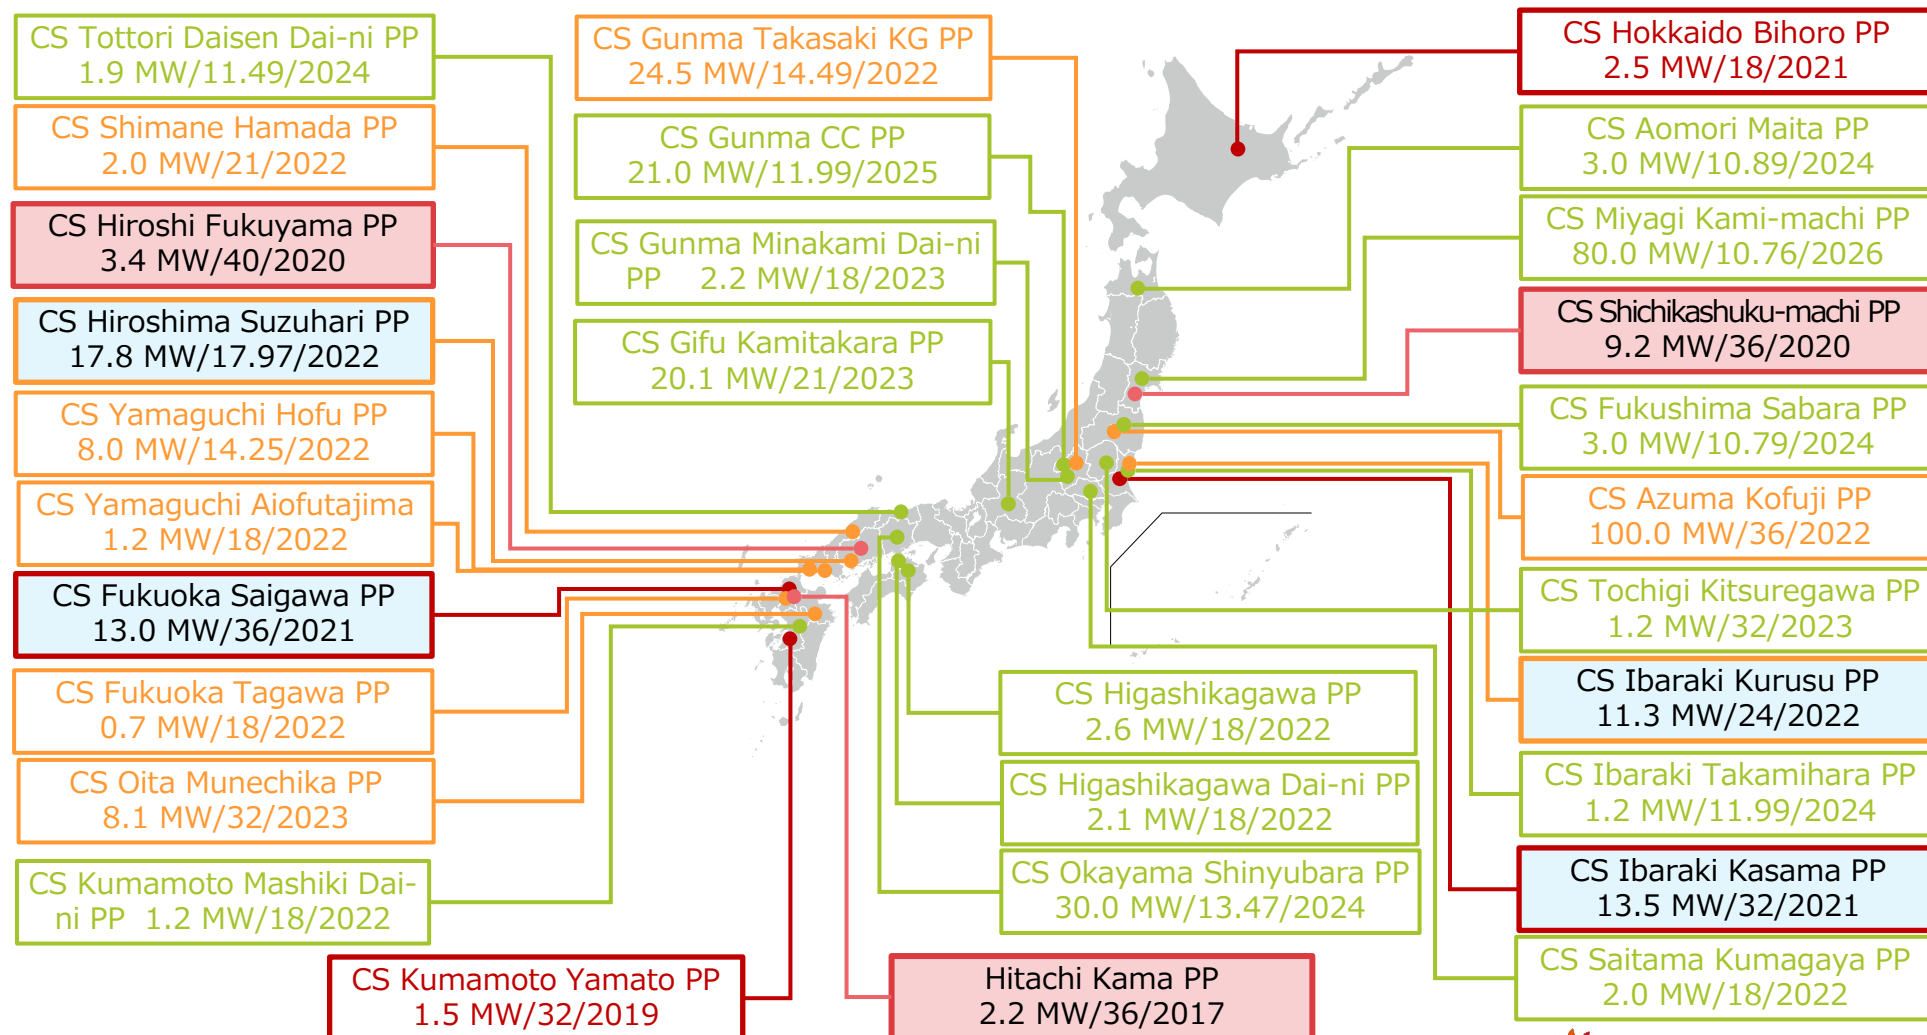 CS Tottori Daisen Dai-ni PP
1.9 MW/11.49/2024
CS Shimane Hamada PP
2.0 MW/21/2022
CS Hiroshi Fukuyama PP
3.4 MW/40/2020
CS Hiroshima Suzuhari PP
17.8 MW/17.97/2022
CS Yamaguchi Hofu PP
8.0 MW/14.25/2022
CS Yamaguchi Aiofutajima
1.2 MW/18/2022
CS Fukuoka Saigawa PP
13.0 MW/36/2021
CS Fukuoka Tagawa PP
0.7 MW/18/2022
CS Oita Munechika PP
8.1 MW/32/2023
CS Kumamoto Mashiki Dai-
ni PP 1.2 MW/18/2022
CS Kumamoto Yamato PP
1.5 MW/32/2019
CS Gunma Takasaki KG PP
24.5 MW/14.49/2022
CS Gunma CC PP
21.0 MW/11.99/2025
CS Gunma Minakami Dai-ni
PP 2.2 MW/18/2023
CS Gifu Kamitakara PP
20.1 MW/21/2023
CS Higashikagawa PP
2.6 MW/18/2022
CS Higashikagawa Dai-ni PP
2.1 MW/18/2022
CS Okayama Shinyubara PP
30.0 MW/13.47/2024
Hitachi Kama PP
2.2 MW/36/2017
CS Hokkaido Bihoro PP
2.5 MW/18/2021
CS Aomori Maita PP
3.0 MW/10.89/2024
CS Miyagi Kami-machi PP
80.0 MW/10.76/2026
CS Shichikashuku-machi PP
9.2 MW/36/2020
CS Fukushima Sabara PP
3.0 MW/10.79/2024
CS Azuma Kofuji PP
100.0 MW/36/2022
CS Tochigi Kitsuregawa PP
1.2 MW/32/2023
CS Ibaraki Kurusu PP
11.3 MW/24/2022
CS Ibaraki Takamihara PP
1.2 MW/11.99/2024
CS Ibaraki Kasama PP
13.5 MW/32/2021
CS Saitama Kumagaya PP
2.0 MW/18/2022